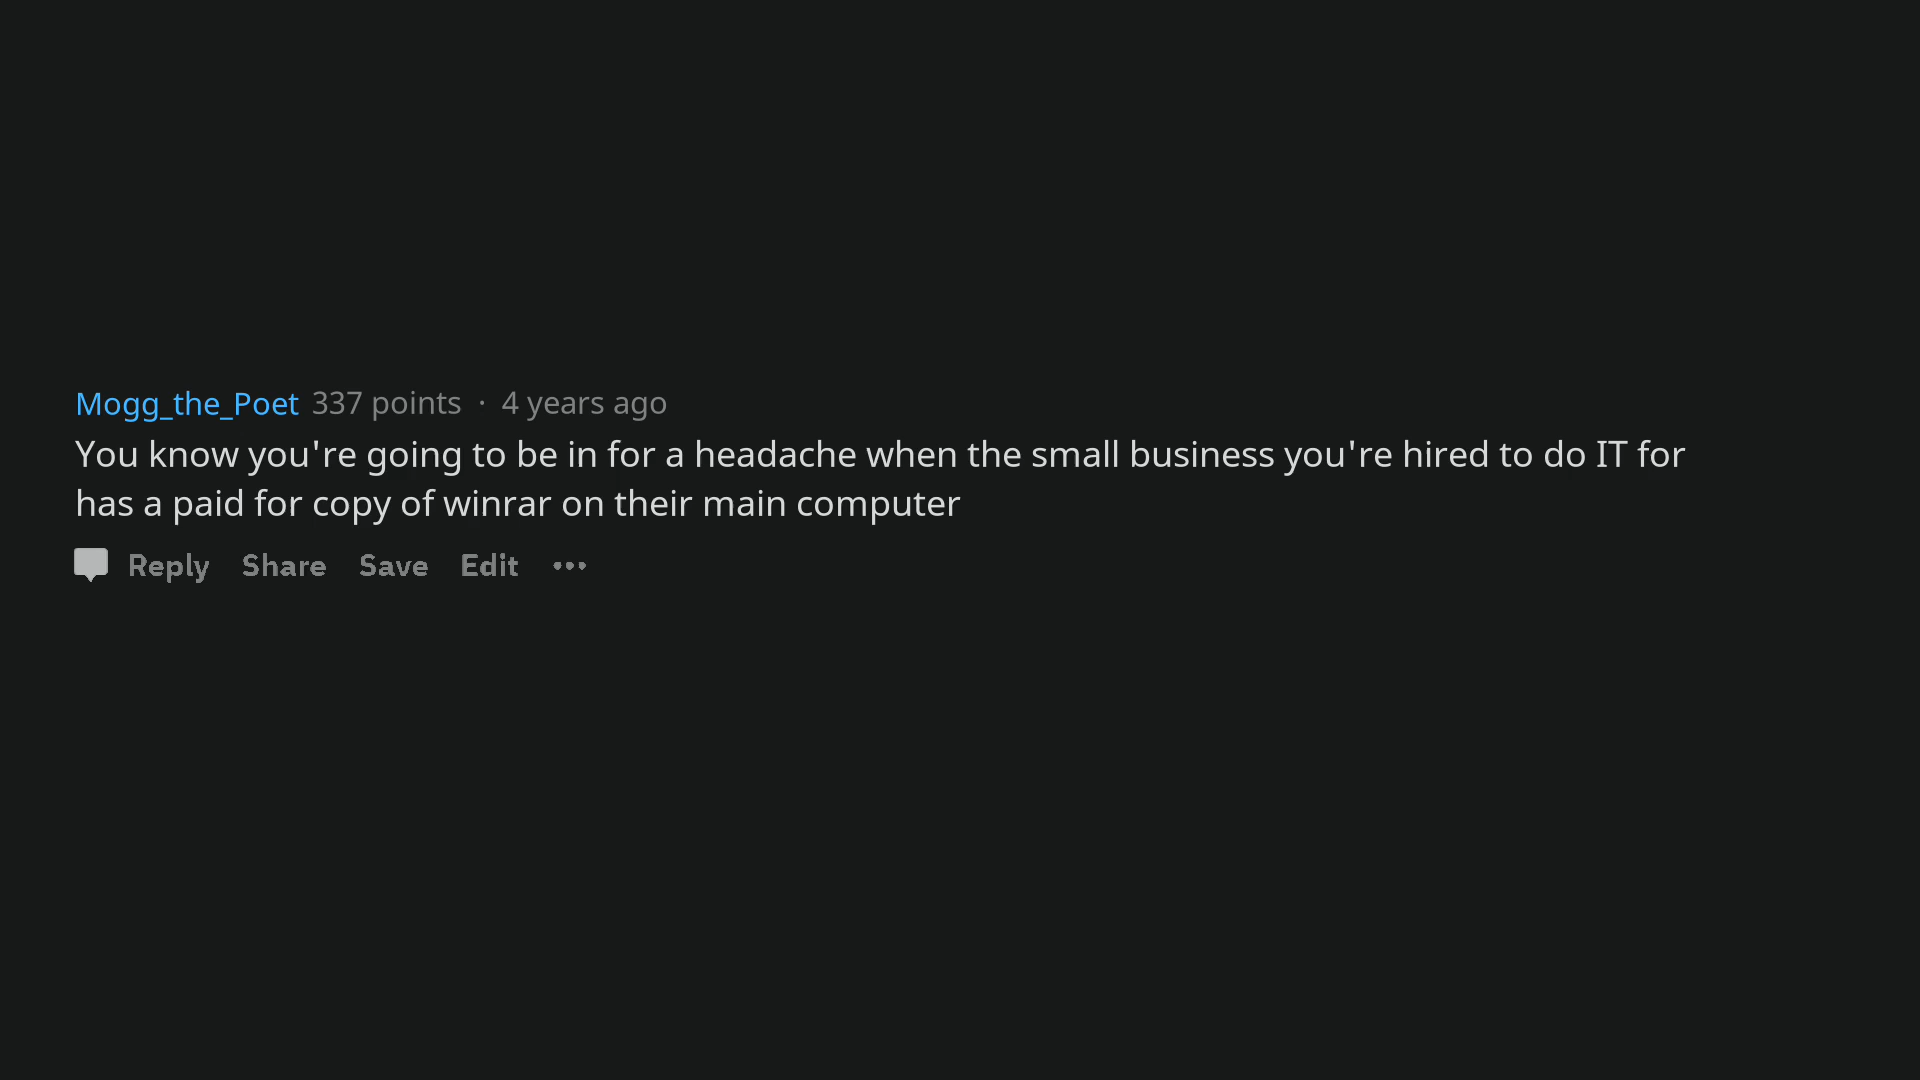 Mogg_the_Poet 337 points · 4 years ago
You know you're going to be in for a headache when the small business you're hired to do IT for
has a paid for copy of winrar on their main computer
Reply Share Save Edit •••